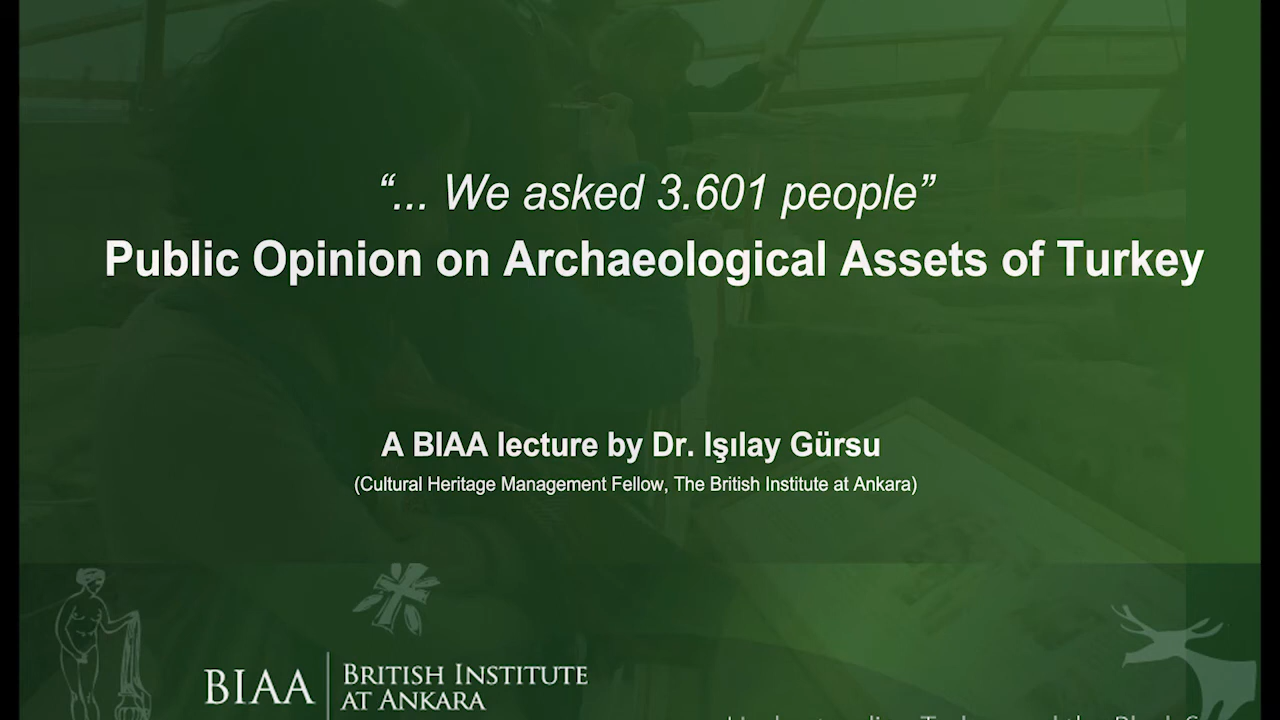 “... We asked 3.601 people”
Public Opinion on Archaeological Assets of Turkey
A BIAA lecture by Dr. Işılay Gürsu
(Cultural Heritage Management Fellow, The British Institute at Ankara)
BIAA
BRITISH INSTITUTE
AT ANKARA